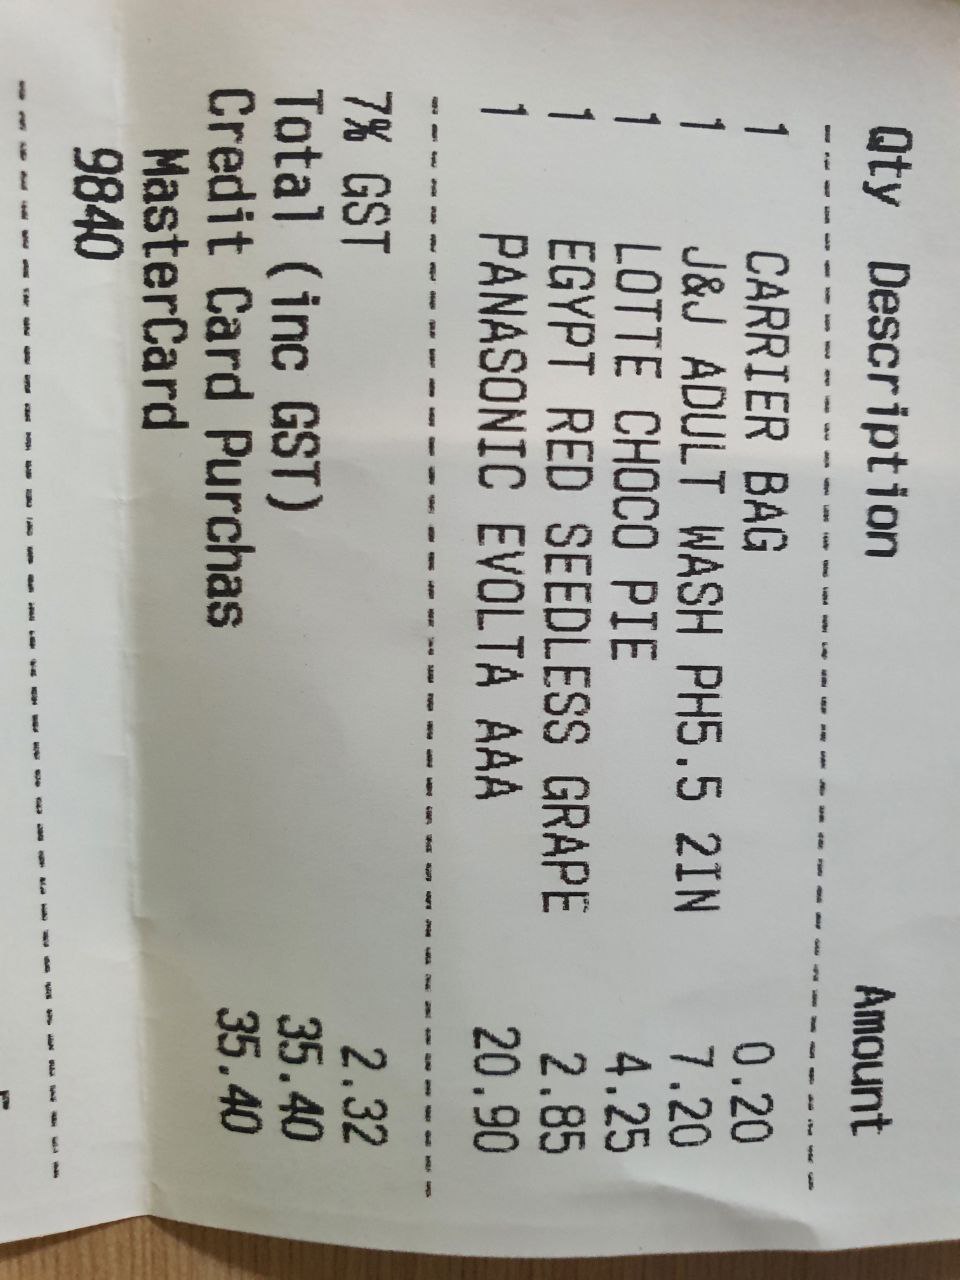 Qty Description Amount
1 CARRIER BAG 0.20
1 J&J ADULT WASH PH5.5 2IN 7.20
1 LOTTE CHOCO PIE 4.25
1 EGYPT RED SEEDLESS GRAPE 2.85
1 PANASONIC EVOLTA AAA 20.90
7% GST 2.32
Total (inc GST) 35.40
Credit Card Purchas 35.40
MasterCard
9840